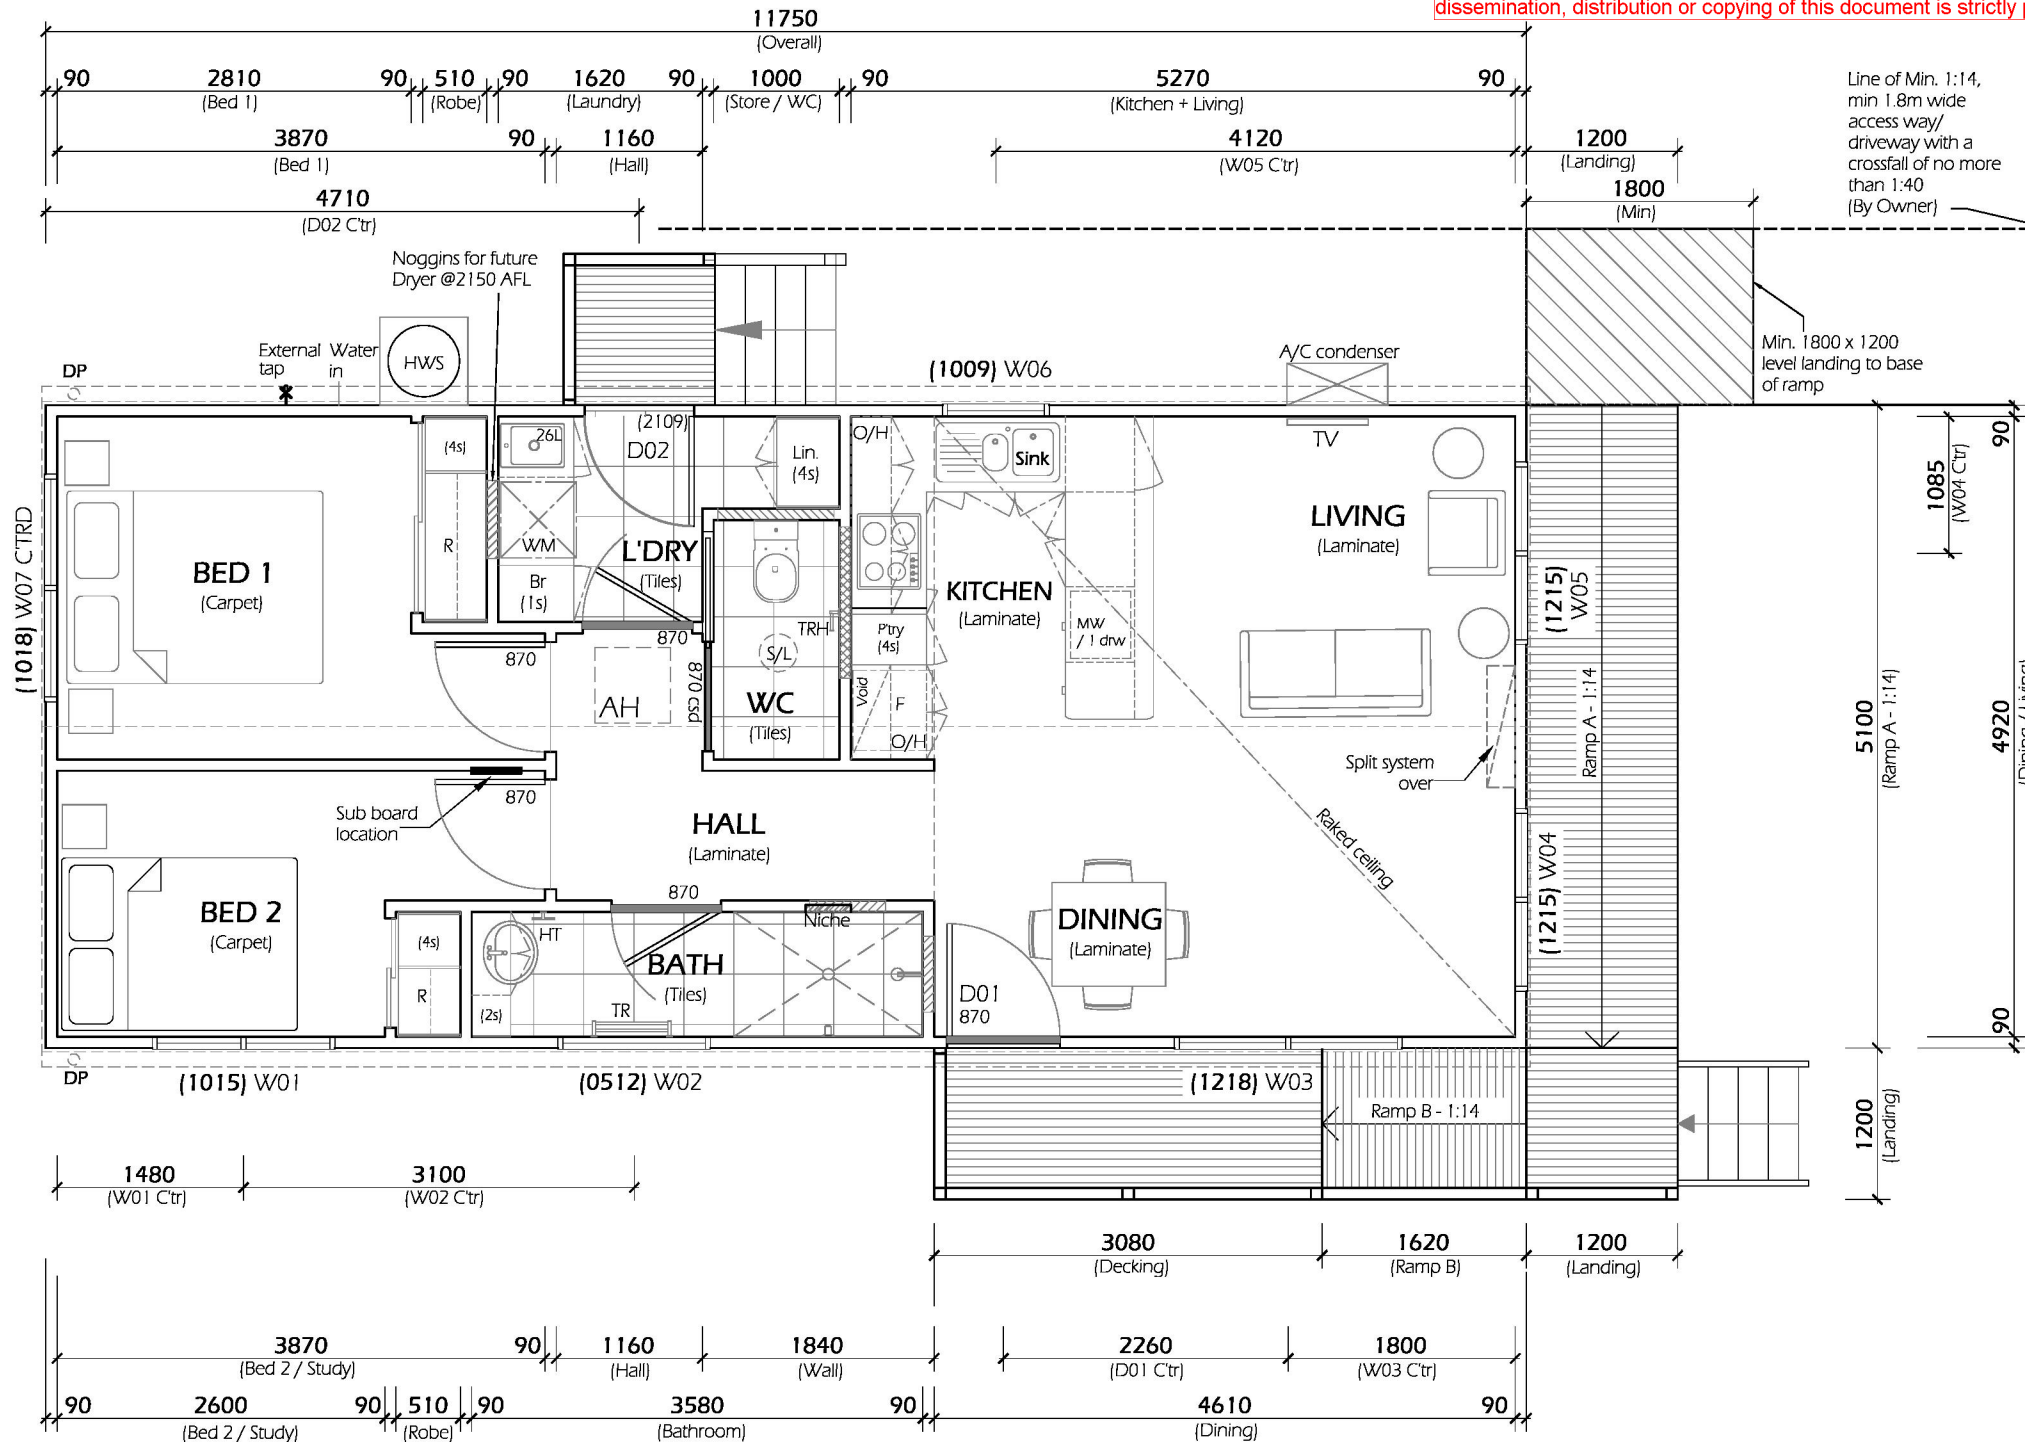 dissemination, distribution or copying of this document is strictly
11750
(Overall)
90 2810 90 510 90 1620 90 1000 90 5270 90
(Bed 1) (Robe) (Laundry) (Store / WC) (Kitchen + Living)
3870 90 1160 4120 1200
(Bed 1) (Hall) (W05 C'tr) (Landing)
4710 1800
(D02 C'tr) (Min)
Line of Min. 1:14,
min 1.8m wide
access way/
driveway with a
crossfall of no more
than 1:40
(By Owner)
Noggins for future
Dryer @2150 AFL
External tap
Water in
HWS
DP
(1009) W06
A/C condenser
Min. 1800 x 1200
level landing to base
of ramp
(4s)
26L
(2109)
D02
Lin.
(4s)
O/H
Sink
TV
90
1085
(W04 C'tr)
(1018) W07 C'TRD
BED 1
(Carpet)
R
WM
Br
(1s)
L'DRY
(Tiles)
KITCHEN
(Laminate)
LIVING
(Laminate)
(1215)
W05
TRH
P'try
(4s)
MW
/ 1 drw
870
870
870 csd
S/L
AH
WC
(Tiles)
Void
F
O/H
Ramp A - 1:14
5100
(Ramp A - 1:14)
4920
(Dining / Living)
Split system
over
870
Sub board
location
HALL
(Laminate)
Raked ceiling
(1215) W04
BED 2
(Carpet)
870
Niche
DINING
(Laminate)
(4s)
HT
BATH
(Tiles)
R
(2s)
TR
D01
870
90
DP
(1015) W01
(0512) W02
(1218) W03
Ramp B - 1:14
1200
(Landing)
1480 3100
(W01 C'tr) (W02 C'tr)
3080 1620 1200
(Decking) (Ramp B) (Landing)
3870 90 1160 1840 2260 1800
(Bed 2 / Study) (Hall) (Wall) (D01 C'tr) (W03 C'tr)
90 2600 90 510 90 3580 90 4610 90
(Bed 2 / Study) (Robe) (Bathroom) (Dining)